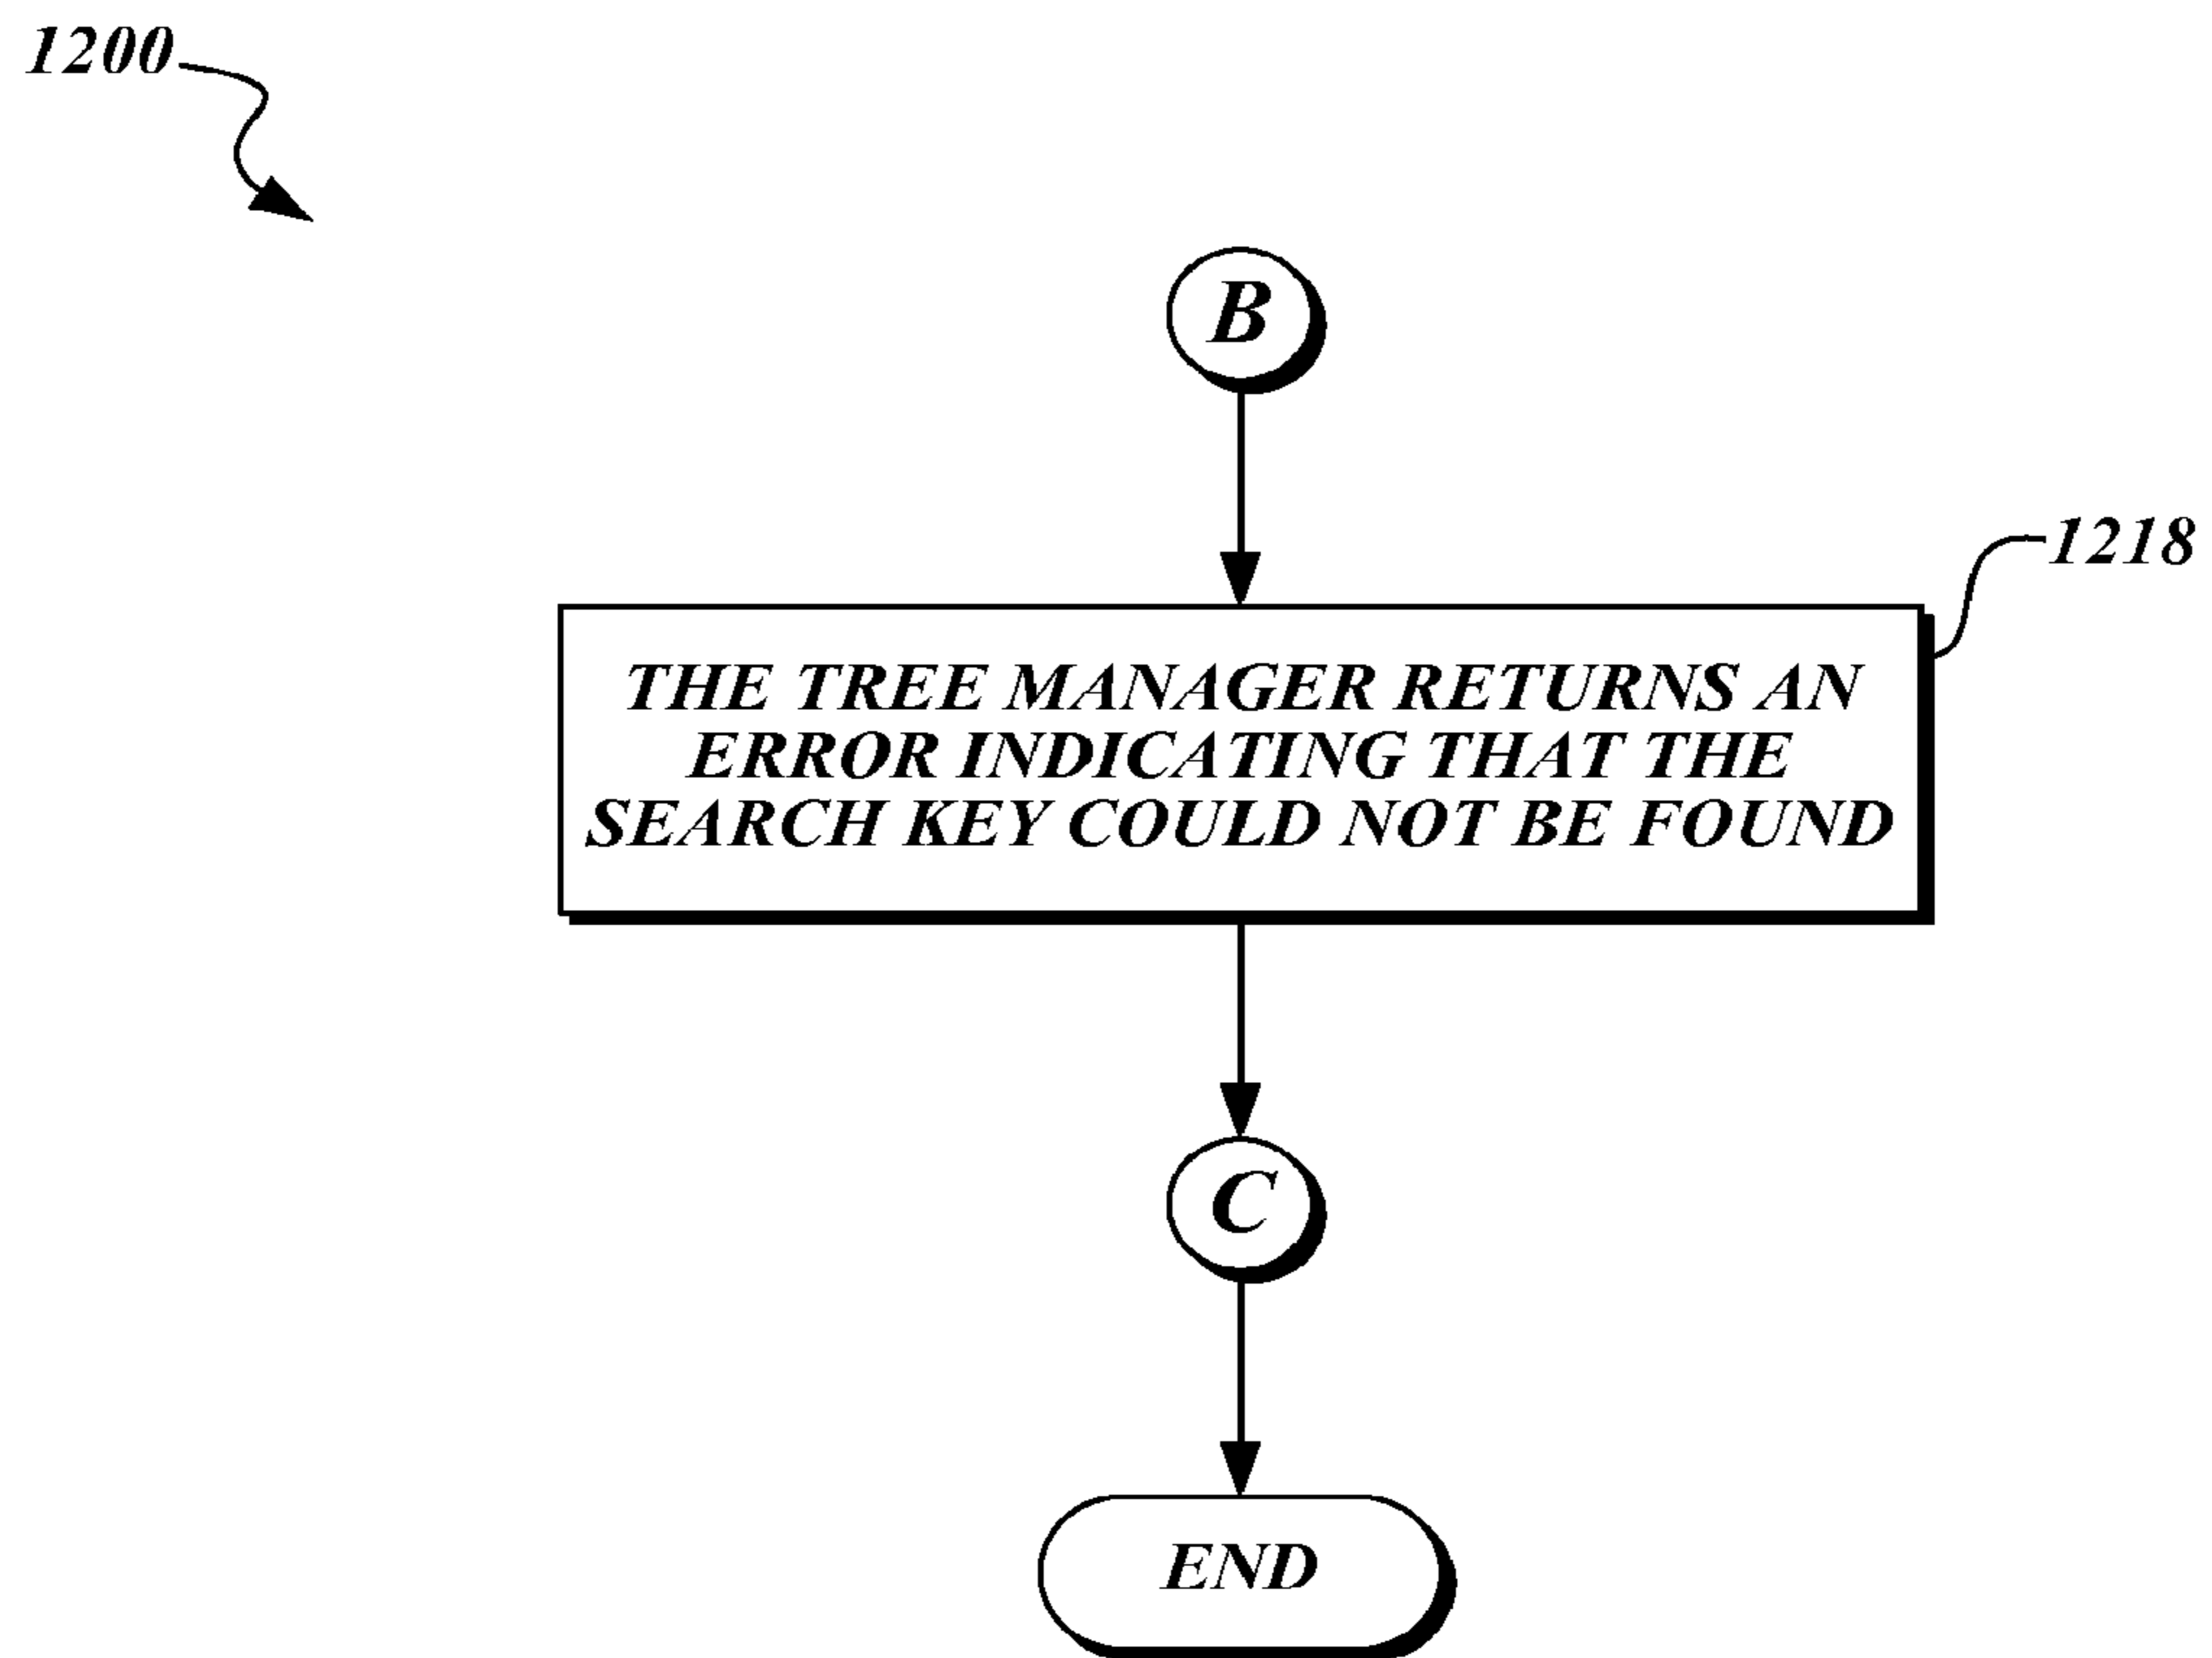 1200
B
1218
THE TREE MANAGER RETURNS AN
ERROR INDICATING THAT THE
SEARCH KEY COULD NOT BE FOUND
C
END